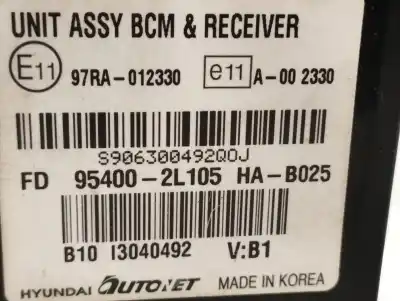 UNIT ASSY BCM & RECEIVER
E11 97RA-012330 e11 A-00 2330
S906300492QOJ
FD 95400-2L105 HA-B025
B10 I3040492 V:B1
HYUNDAI AUTONET MADE IN KOREA